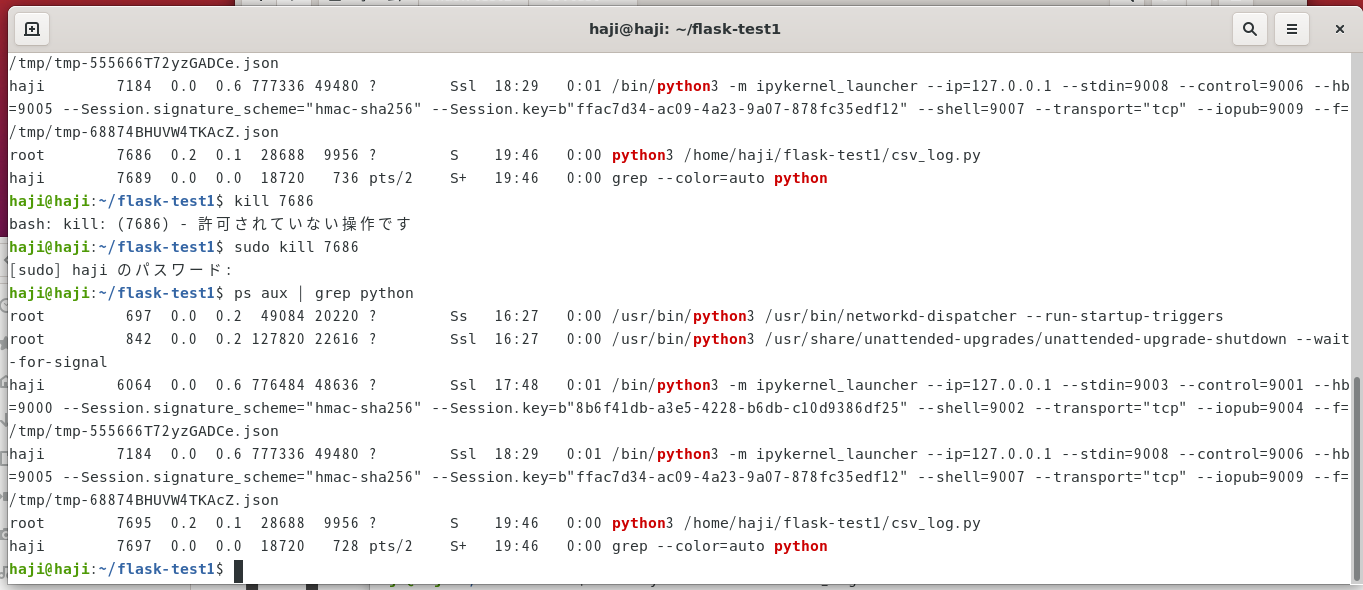 haji@haji: ~/flask-test1
/tmp/tmp-555666T72yzGADCe.json
haji        7184  0.0  0.6 777336 49480 ?        Ssl  18:29   0:01 /bin/python3 -m ipykernel_launcher --ip=127.0.0.1 --stdin=9008 --control=9006 --hb
=9005 --Session.signature_scheme="hmac-sha256" --Session.key=b"ffac7d34-ac09-4a23-9a07-878fc35edf12" --shell=9007 --transport="tcp" --iopub=9009 --f=
/tmp/tmp-68874BHUVW4TKAcZ.json
root        7686  0.2  0.1  28688  9956 ?        S    19:46   0:00 python3 /home/haji/flask-test1/csv_log.py
haji        7689  0.0  0.0  18720   736 pts/2    S+   19:46   0:00 grep --color=auto python
haji@haji:~/flask-test1$ kill 7686
bash: kill: (7686) - 許可されていない操作です
haji@haji:~/flask-test1$ sudo kill 7686
[sudo] haji のパスワード:
haji@haji:~/flask-test1$ ps aux | grep python
root         697  0.0  0.2  49084 20220 ?        Ss   16:27   0:00 /usr/bin/python3 /usr/bin/networkd-dispatcher --run-startup-triggers
root         842  0.0  0.2 127820 22616 ?        Ssl  16:27   0:00 /usr/bin/python3 /usr/share/unattended-upgrades/unattended-upgrade-shutdown --wait
-for-signal
haji        6064  0.0  0.6 776484 48636 ?        Ssl  17:48   0:01 /bin/python3 -m ipykernel_launcher --ip=127.0.0.1 --stdin=9003 --control=9001 --hb
=9000 --Session.signature_scheme="hmac-sha256" --Session.key=b"8b6f41db-a3e5-4228-b6db-c10d9386df25" --shell=9002 --transport="tcp" --iopub=9004 --f=
/tmp/tmp-555666T72yzGADCe.json
haji        7184  0.0  0.6 777336 49480 ?        Ssl  18:29   0:01 /bin/python3 -m ipykernel_launcher --ip=127.0.0.1 --stdin=9008 --control=9006 --hb
=9005 --Session.signature_scheme="hmac-sha256" --Session.key=b"ffac7d34-ac09-4a23-9a07-878fc35edf12" --shell=9007 --transport="tcp" --iopub=9009 --f=
/tmp/tmp-68874BHUVW4TKAcZ.json
root        7695  0.2  0.1  28688  9956 ?        S    19:46   0:00 python3 /home/haji/flask-test1/csv_log.py
haji        7697  0.0  0.0  18720   728 pts/2    S+   19:46   0:00 grep --color=auto python
haji@haji:~/flask-test1$